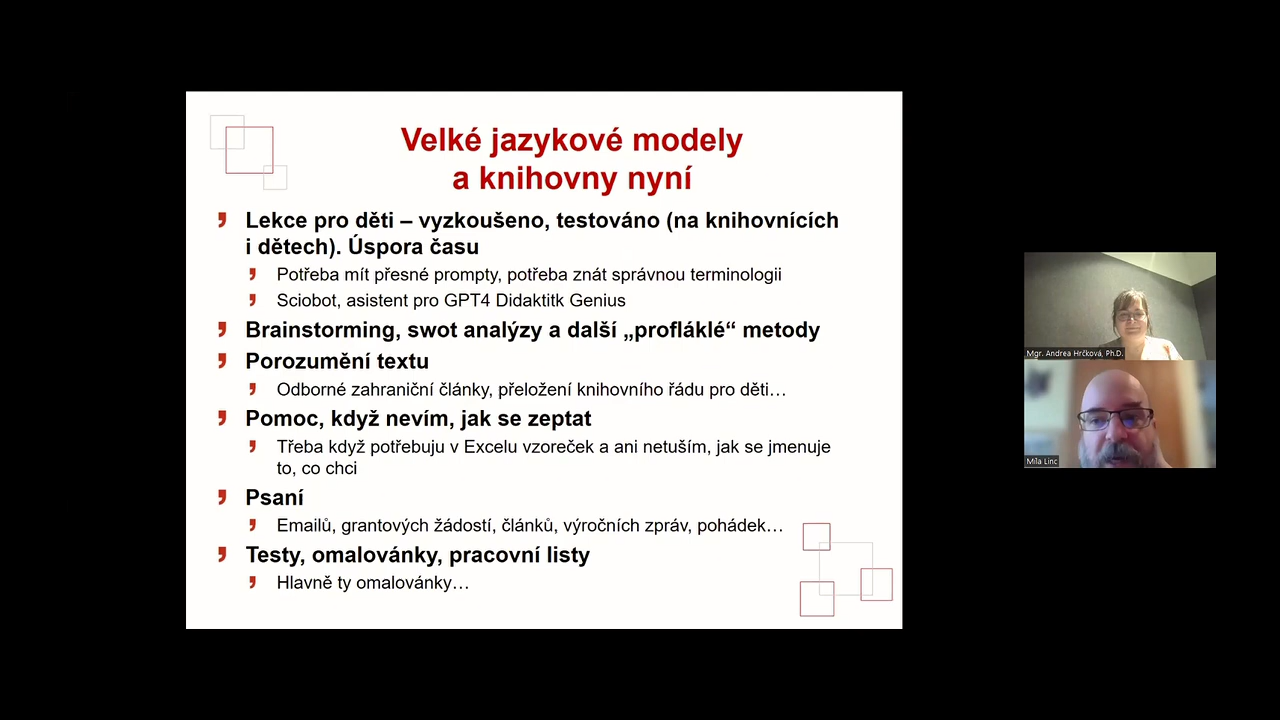 Velké jazykové modely
a knihovny nyní
Lekce pro děti – vyzkoušeno, testováno (na knihovnících
i dětech). Úspora času
Potřeba mít přesné prompty, potřeba znát správnou terminologii
Sciobot, asistent pro GPT4 Didaktitk Genius
Brainstorming, swot analýzy a další „profláklé“ metody
Porozumění textu
Odborné zahraniční články, přeložení knihovního řádu pro děti…
Pomoc, když nevím, jak se zeptat
Třeba když potřebuju v Excelu vzoreček a ani netuším, jak se jmenuje
to, co chci
Psaní
Emailů, grantových žádostí, článků, výročních zpráv, pohádek…
Testy, omalovánky, pracovní listy
Hlavně ty omalovánky…
Mgr. Andrea Hrčková, Ph.D.
Míla Linc